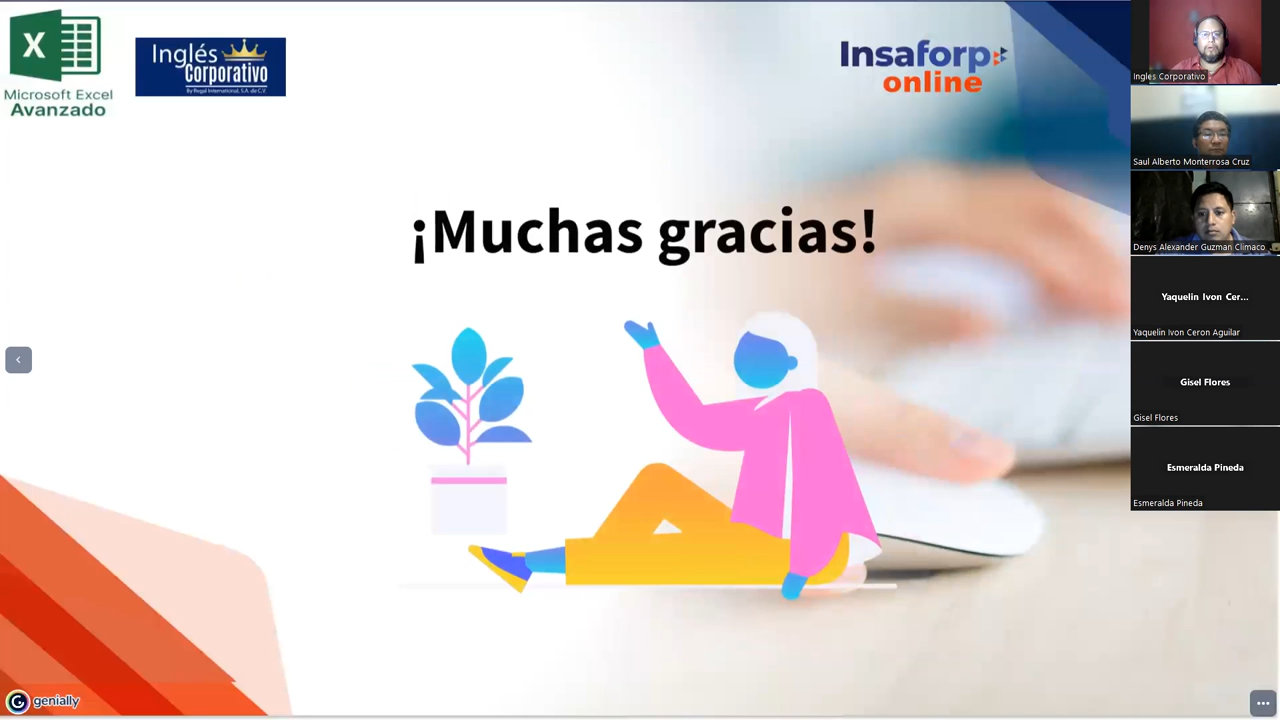 X
Microsoft Excel
Avanzado
Inglés
Corporativo
By Regal International, S.A. de C.V.
Insaforp
online
¡Muchas gracias!
genially
Ingles Corporativo
Saul Alberto Monterrosa Cruz
Denys Alexander Guzman Climaco
Yaquelin Ivon Cer...
Yaquelin Ivon Ceron Aguilar
Gisel Flores
Gisel Flores
Esmeralda Pineda
Esmeralda Pineda